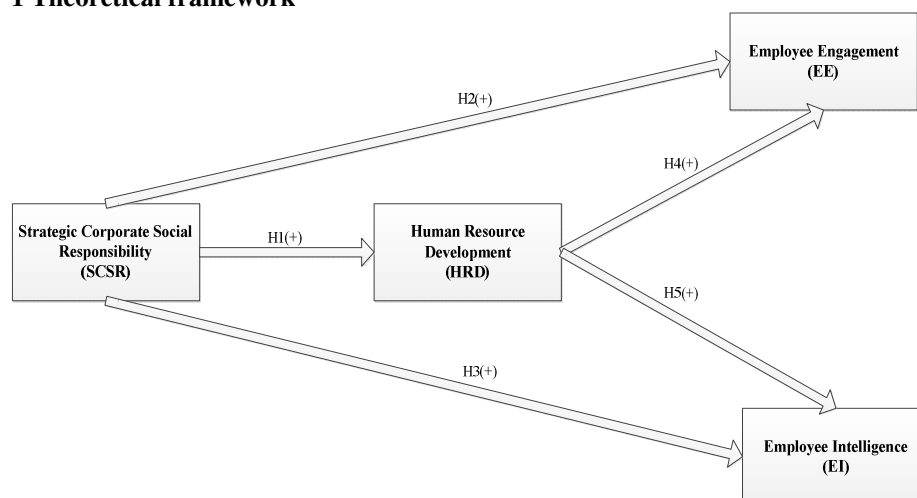 1 Theoretical framework
Employee Engagement
(EE)
H2(+)
H4(+)
Strategic Corporate Social
Responsibility
(SCSR)
H1(+)
Human Resource
Development
(HRD)
H5(+)
H3(+)
Employee Intelligence
(EI)